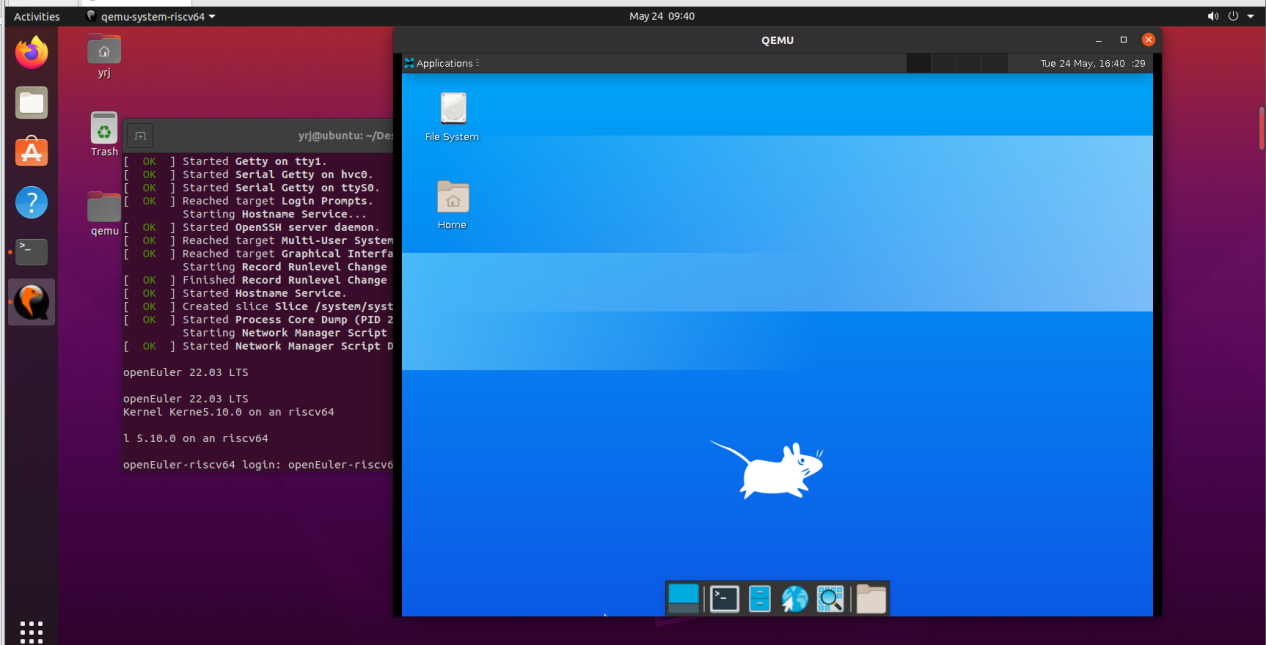 Activities
qemu-system-riscv64
May 24 09:40
QEMU
Applications
Tue 24 May, 16:40 :29
yrj
Trash
qemu
File System
Home
yrj@ubuntu: ~/Des
[ OK ] Started Getty on tty1.
[ OK ] Started Serial Getty on hvc0.
[ OK ] Started Serial Getty on ttyS0.
[ OK ] Reached target Login Prompts.
Starting Hostname Service...
[ OK ] Started OpenSSH server daemon.
[ OK ] Reached target Multi-User System
[ OK ] Reached target Graphical Interfa
Starting Record Runlevel Change
[ OK ] Finished Record Runlevel Change
[ OK ] Started Hostname Service.
[ OK ] Created slice Slice /system/syst
[ OK ] Started Process Core Dump (PID 2
Starting Network Manager Script
[ OK ] Started Network Manager Script D
openEuler 22.03 LTS
openEuler 22.03 LTS
Kernel Kerne5.10.0 on an riscv64
l 5.10.0 on an riscv64
openEuler-riscv64 login: openEuler-riscv6